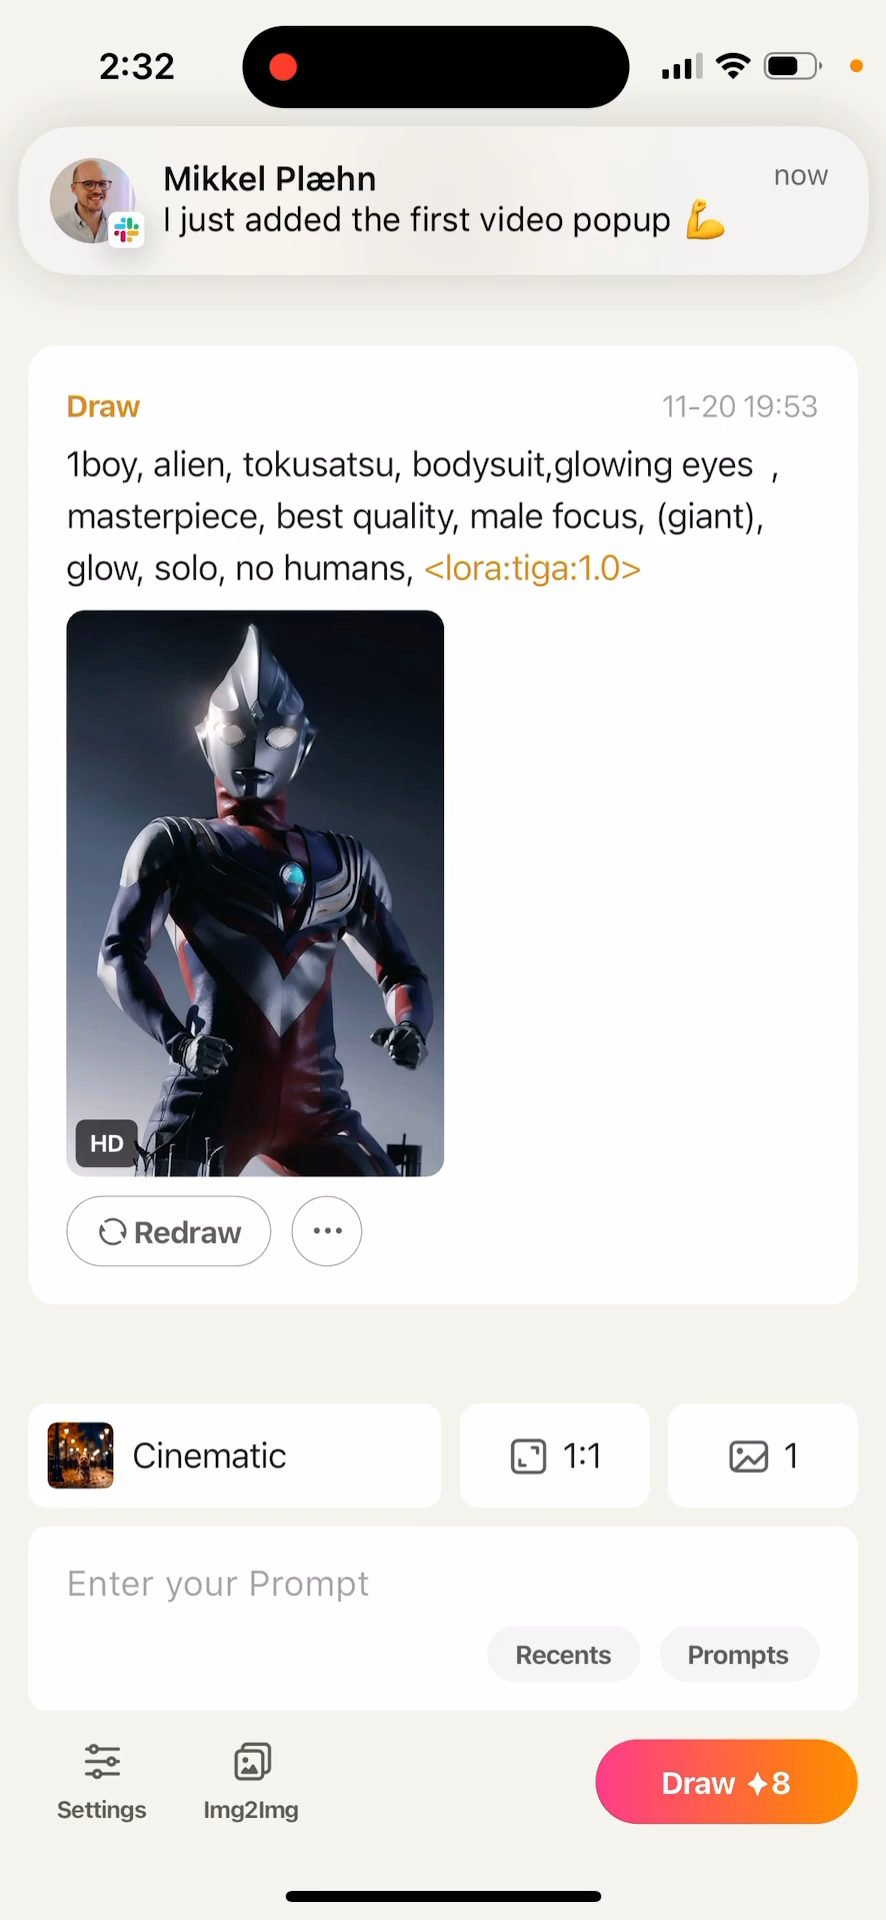 2:32
Mikkel Plæhn
now
I just added the first video popup 💪
Draw
11-20 19:53
1boy, alien, tokusatsu, bodysuit,glowing eyes ,
masterpiece, best quality, male focus, (giant),
glow, solo, no humans, <lora:tiga:1.0>
HD
Redraw
Cinematic
1:1
1
Enter your Prompt
Recents
Prompts
Settings
Img2Img
Draw ✦8